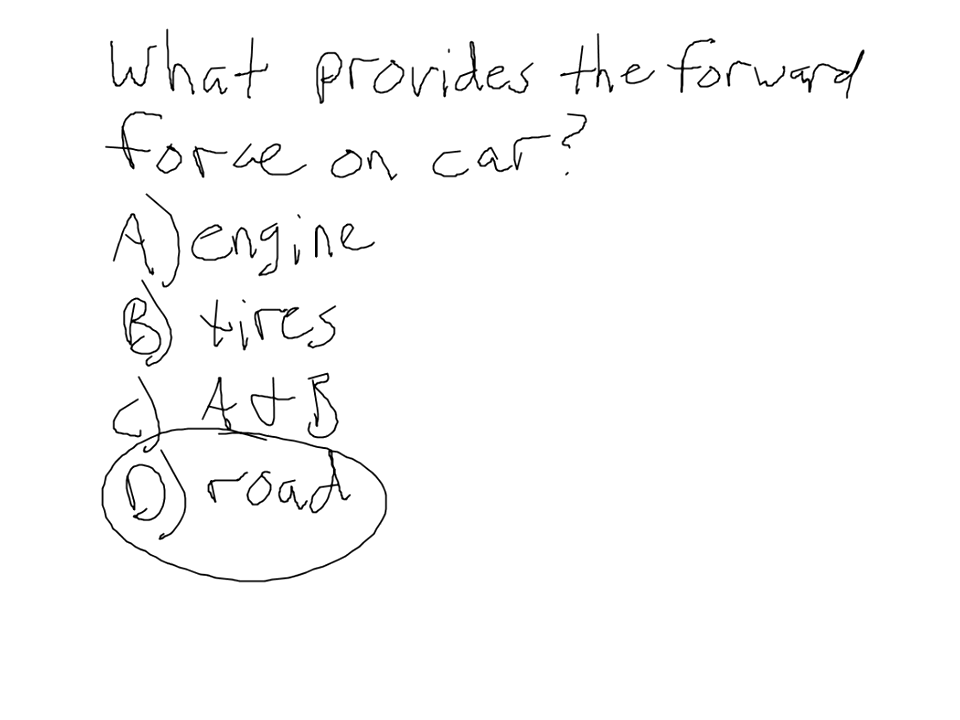 What provides the forward
force on car?
A) engine
B) tires
C) A & B
D) road